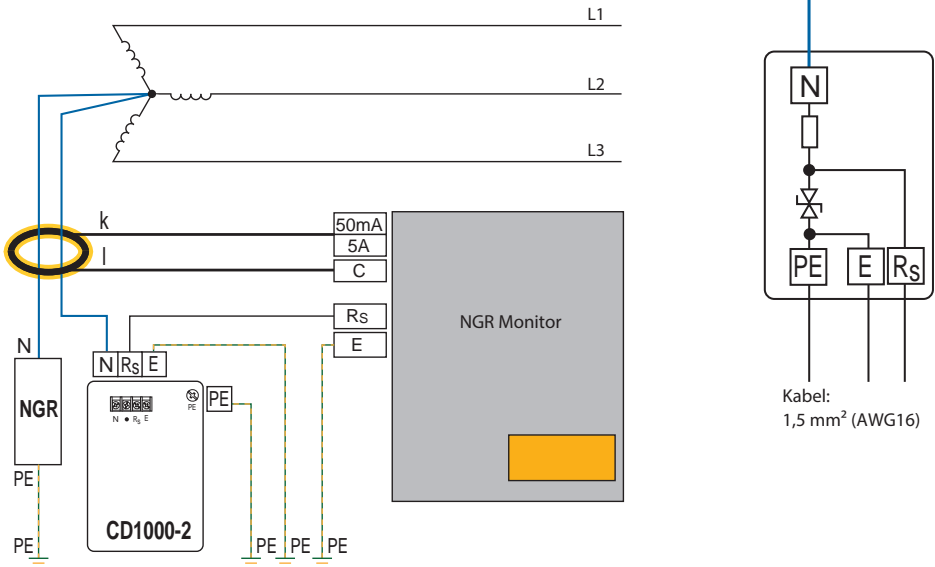 L1
L2
L3
k
l
50mA
5A
C
Rs
E
NGR Monitor
N
NGR
PE
PE
N RS E
N • RS E
PE
PE
CD1000-2
PE PE PE
N
PE E RS
Kabel:
1,5 mm² (AWG16)